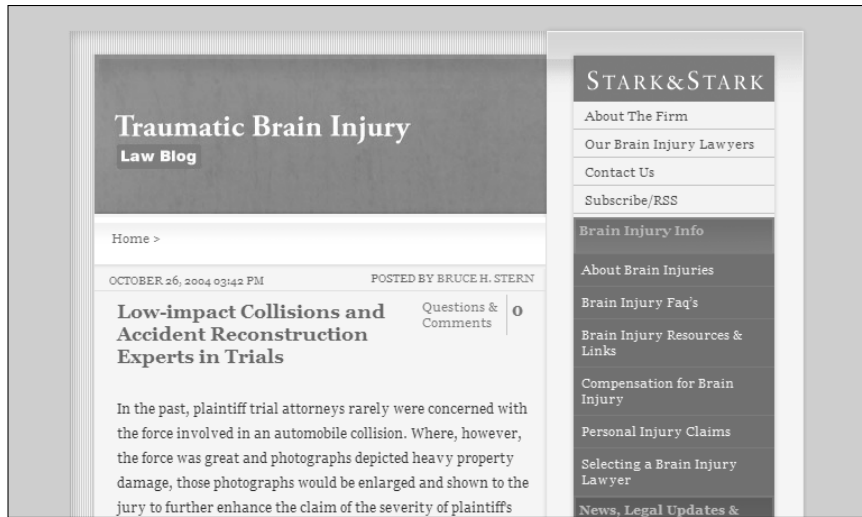 Traumatic Brain Injury
Law Blog
Home >
OCTOBER 26, 2004 03:42 PM
POSTED BY BRUCE H. STERN
Low-impact Collisions and
Accident Reconstruction
Experts in Trials
Questions &
Comments
0
In the past, plaintiff trial attorneys rarely were concerned with
the force involved in an automobile collision. Where, however,
the force was great and photographs depicted heavy property
damage, those photographs would be enlarged and shown to the
jury to further enhance the claim of the severity of plaintiff's
STARK&STARK
About The Firm
Our Brain Injury Lawyers
Contact Us
Subscribe/RSS
Brain Injury Info
About Brain Injuries
Brain Injury Faq's
Brain Injury Resources &
Links
Compensation for Brain
Injury
Personal Injury Claims
Selecting a Brain Injury
Lawyer
News, Legal Updates &